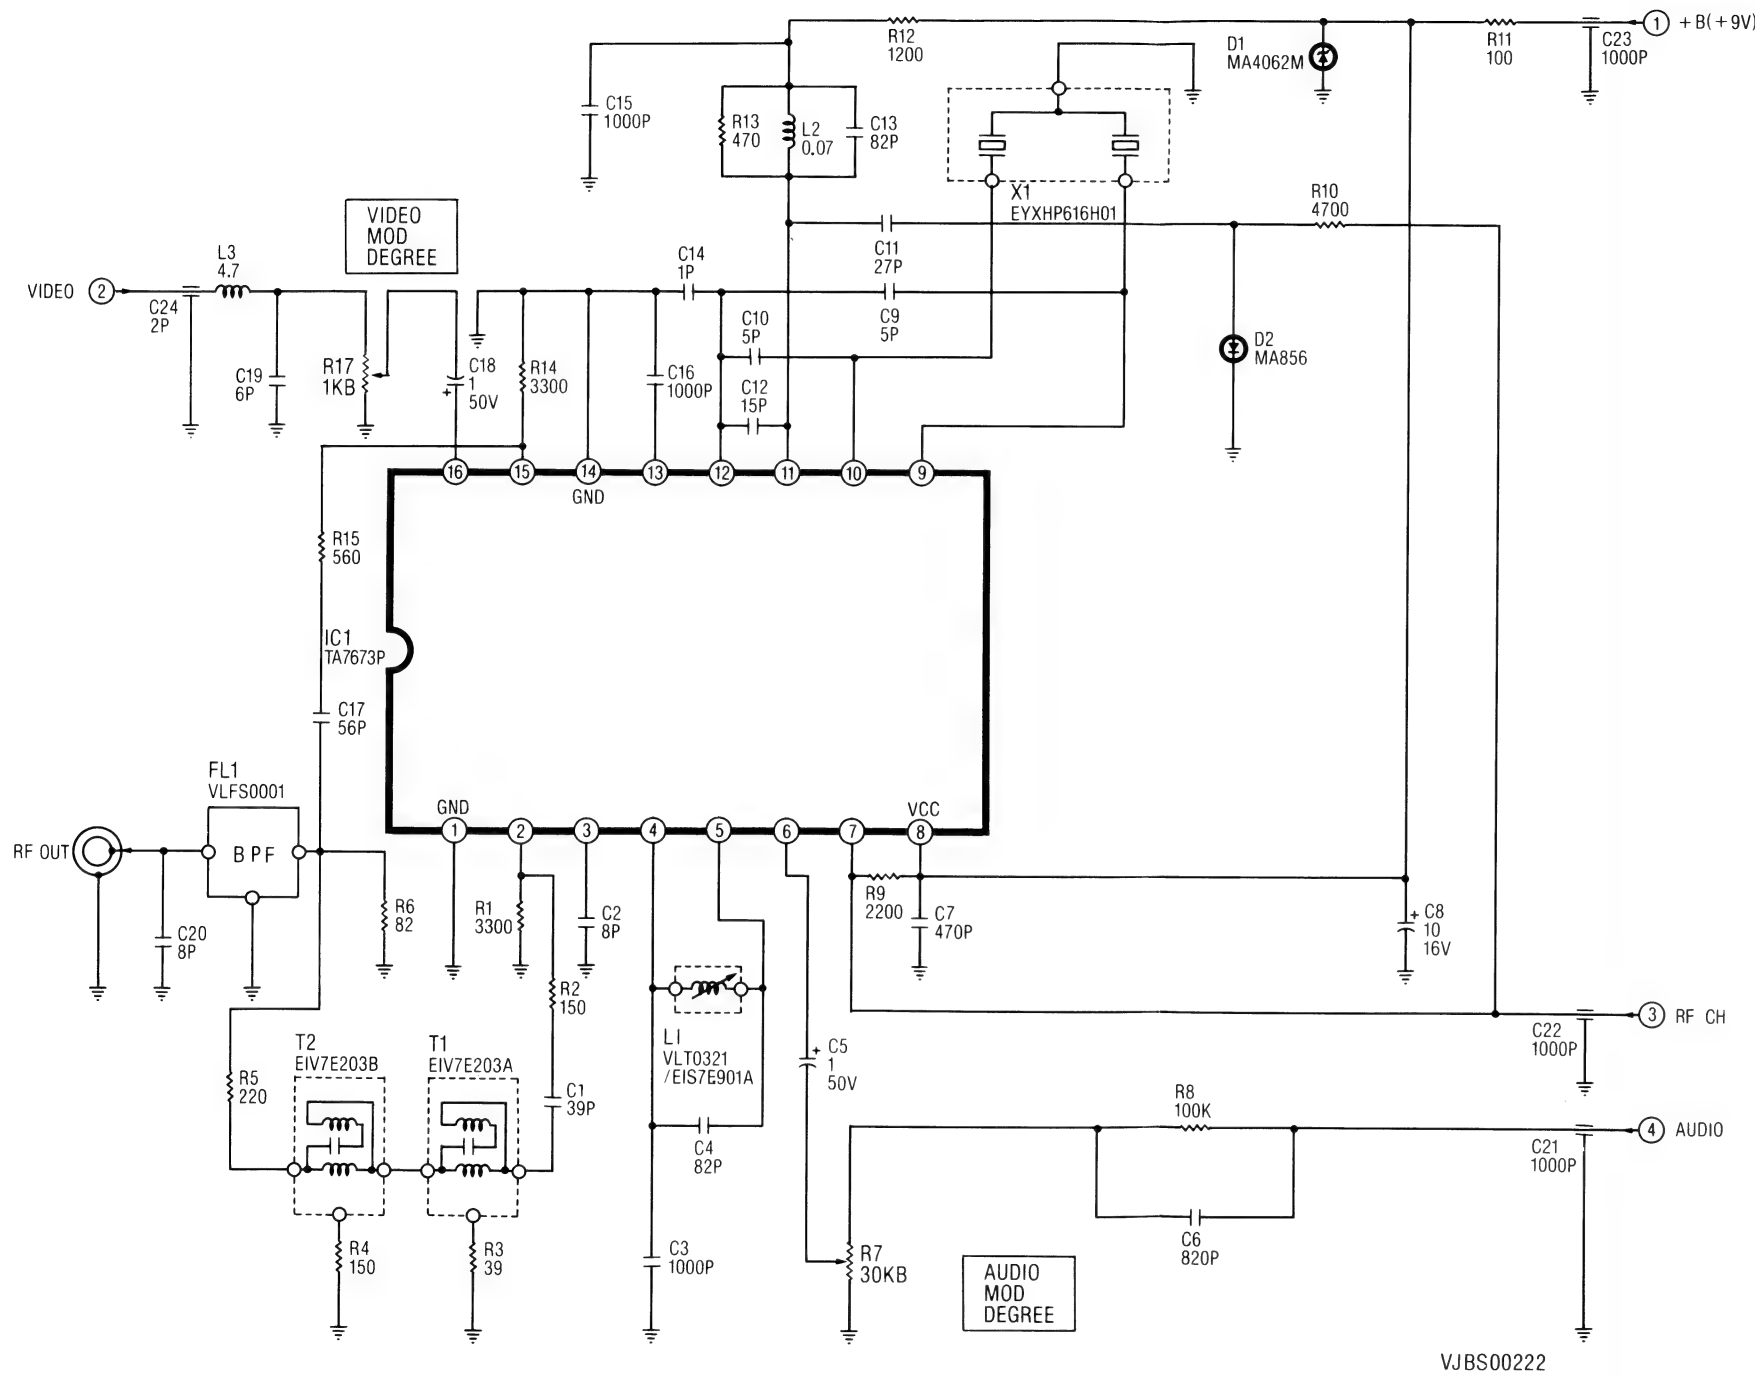 R12
1200
D1
MA4062M
R11
100
C23
1000P
1
+B(+9V)
C15
1000P
R13
470
L2
0.07
C13
82P
X1
EYXHP616H01
R10
4700
VIDEO
MOD
DEGREE
L3
4.7
VIDEO
2
C24
2P
C14
1P
C11
27P
C9
5P
C10
5P
C12
15P
D2
MA856
C19
6P
R17
1KB
C18
1
50V
+
R14
3300
C16
1000P
16
15
14
13
12
11
10
9
GND
R15
560
IC1
TA7673P
C17
56P
FL1
VLFS0001
BPF
RF OUT
GND
VCC
1
2
3
4
5
6
7
8
C20
8P
R6
82
R1
3300
C2
8P
R9
2200
C7
470P
+
C8
10
16V
R2
150
L1
VLT0321
/EIS7E901A
3
RF CH
C22
1000P
T2
EIV7E203B
T1
EIV7E203A
R5
220
C1
39P
+
C5
1
50V
C4
82P
R8
100K
4
AUDIO
C21
1000P
R4
150
R3
39
C3
1000P
R7
30KB
C6
820P
AUDIO
MOD
DEGREE
VJBS00222